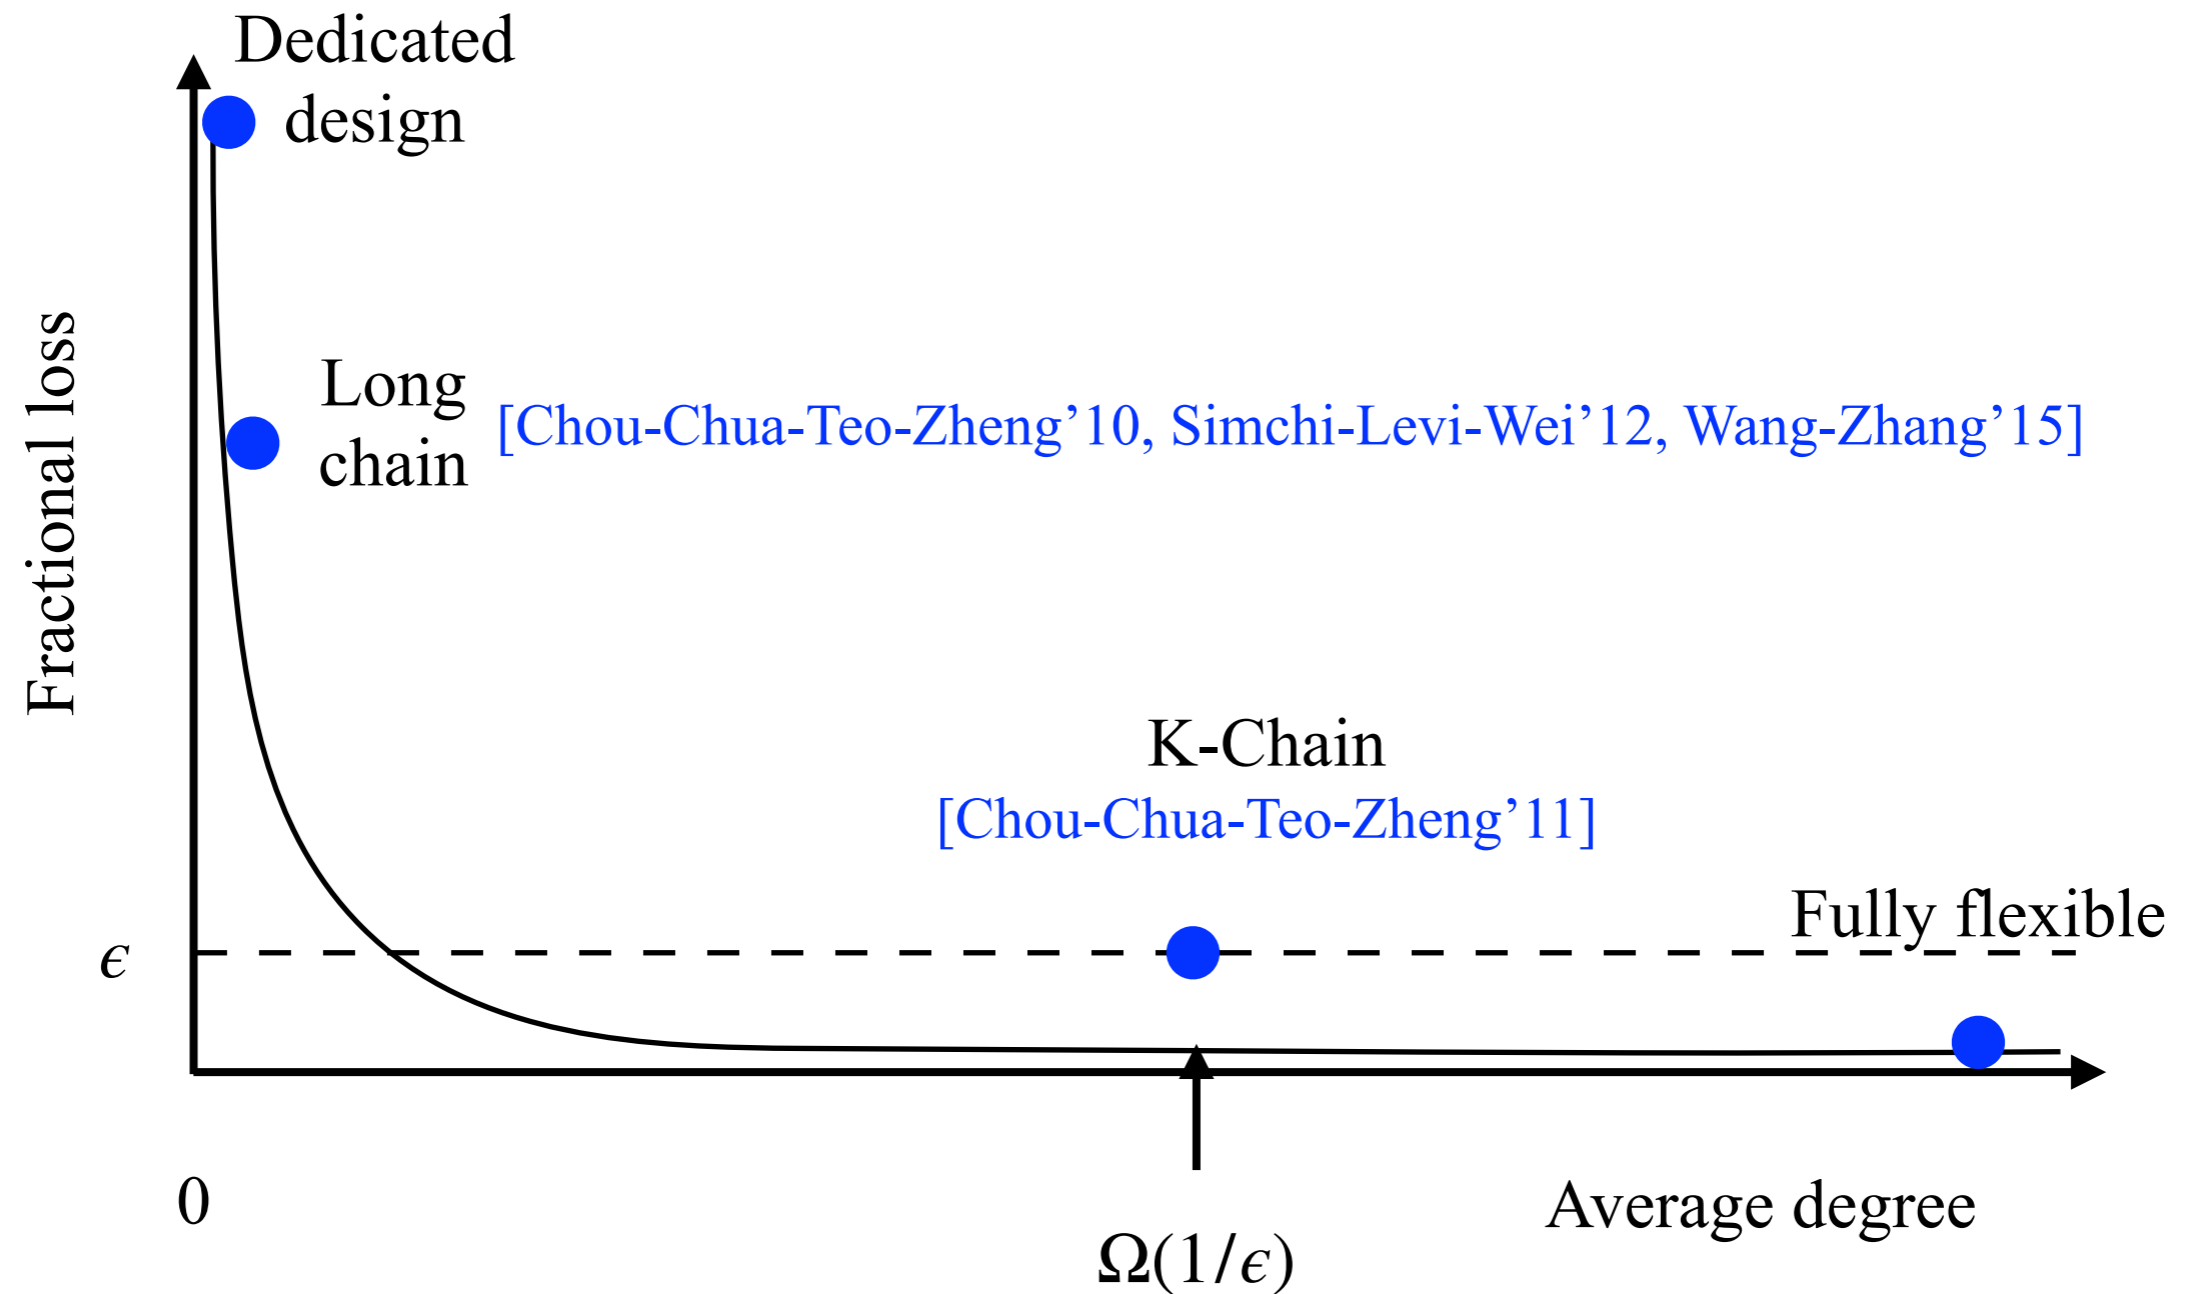 Dedicated
design
Fractional loss
Long
chain
[Chou-Chua-Teo-Zheng’10, Simchi-Levi-Wei’12, Wang-Zhang’15]
K-Chain
[Chou-Chua-Teo-Zheng’11]
Fully flexible
ϵ
0
Average degree
Ω(1/ϵ)